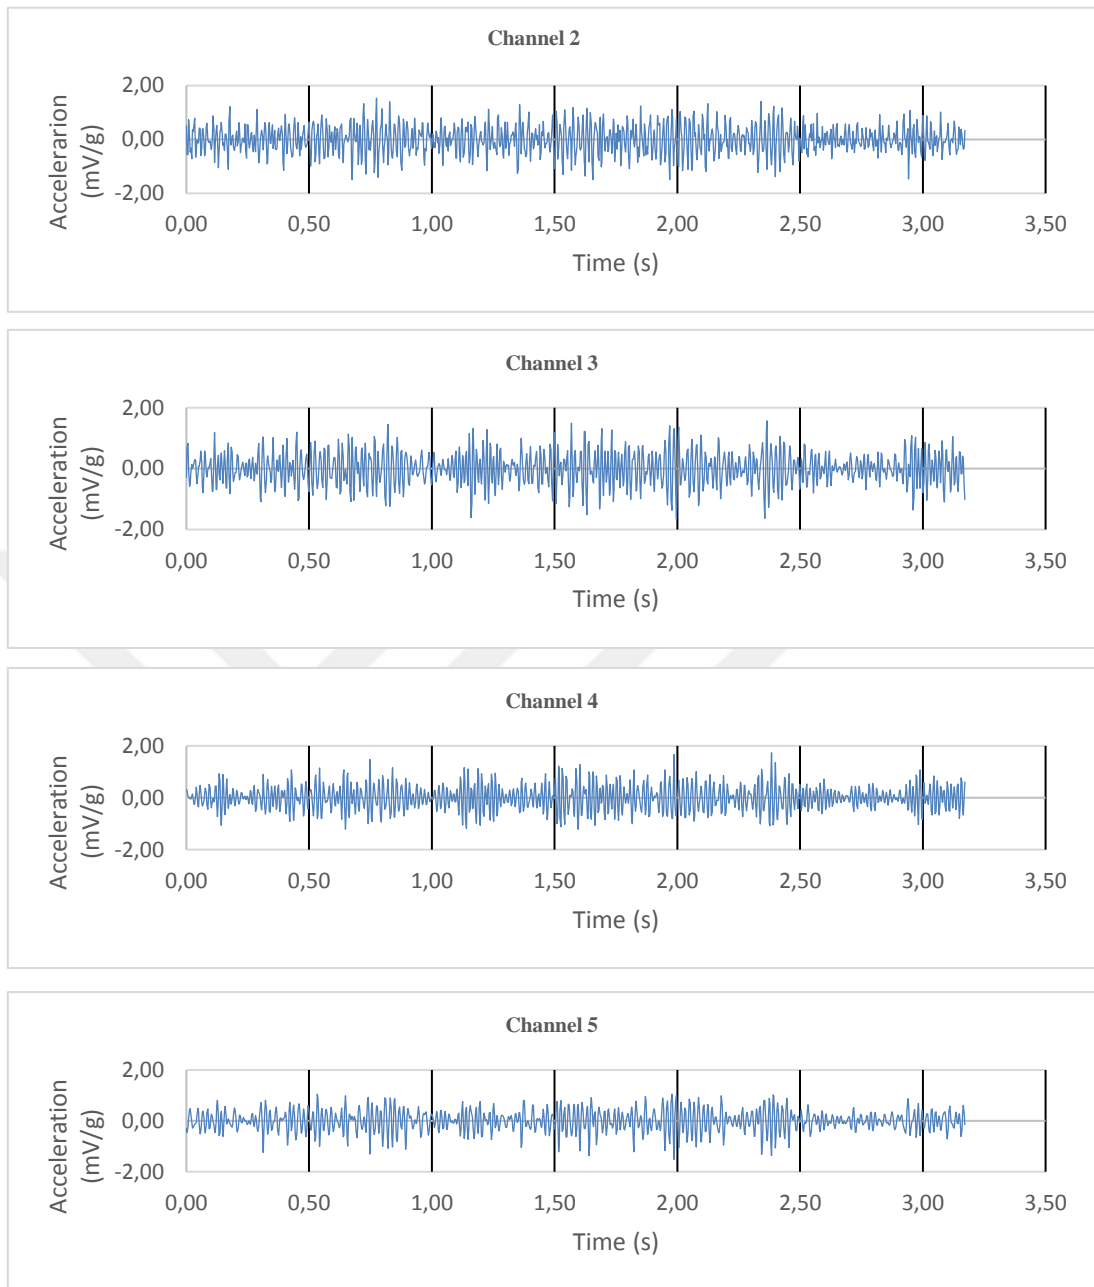 Channel 2
Accelerarion
(mV/g)
2,00
0,00
-2,00
0,00 0,50 1,00 1,50 2,00 2,50 3,00 3,50
Time (s)
Channel 3
Acceleration
(mV/g)
2,00
0,00
-2,00
0,00 0,50 1,00 1,50 2,00 2,50 3,00 3,50
Time (s)
Channel 4
Acceleration
(mV/g)
2,00
0,00
-2,00
0,00 0,50 1,00 1,50 2,00 2,50 3,00 3,50
Time (s)
Channel 5
Acceleration
(mV/g)
2,00
0,00
-2,00
0,00 0,50 1,00 1,50 2,00 2,50 3,00 3,50
Time (s)